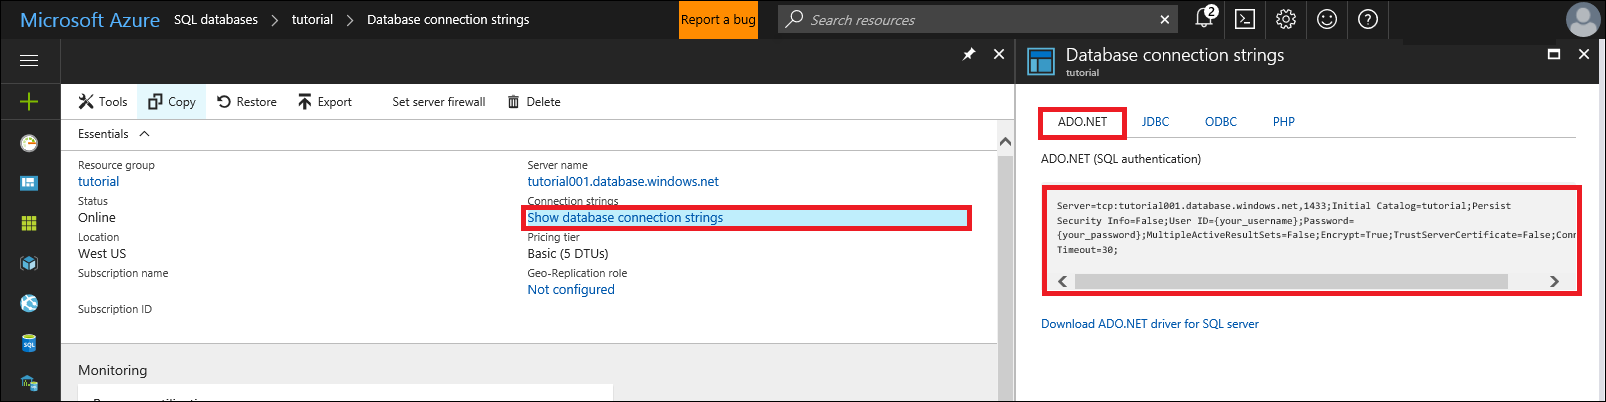 Microsoft Azure SQL databases > tutorial > Database connection strings
Report a bug
Search resources
2
Database connection strings
tutorial
Tools Copy Restore Export Set server firewall Delete
Essentials
Resource group
tutorial
Status
Online
Location
West US
Subscription name
Subscription ID
Server name
tutorial001.database.windows.net
Connection strings
Show database connection strings
Pricing tier
Basic (5 DTUs)
Geo-Replication role
Not configured
Monitoring
ADO.NET JDBC ODBC PHP
ADO.NET (SQL authentication)
Server=tcp:tutorial001.database.windows.net,1433;Initial Catalog=tutorial;Persist
Security Info=False;User ID={your_username};Password=
{your_password};MultipleActiveResultSets=False;Encrypt=True;TrustServerCertificate=False;Conn
Timeout=30;
Download ADO.NET driver for SQL server